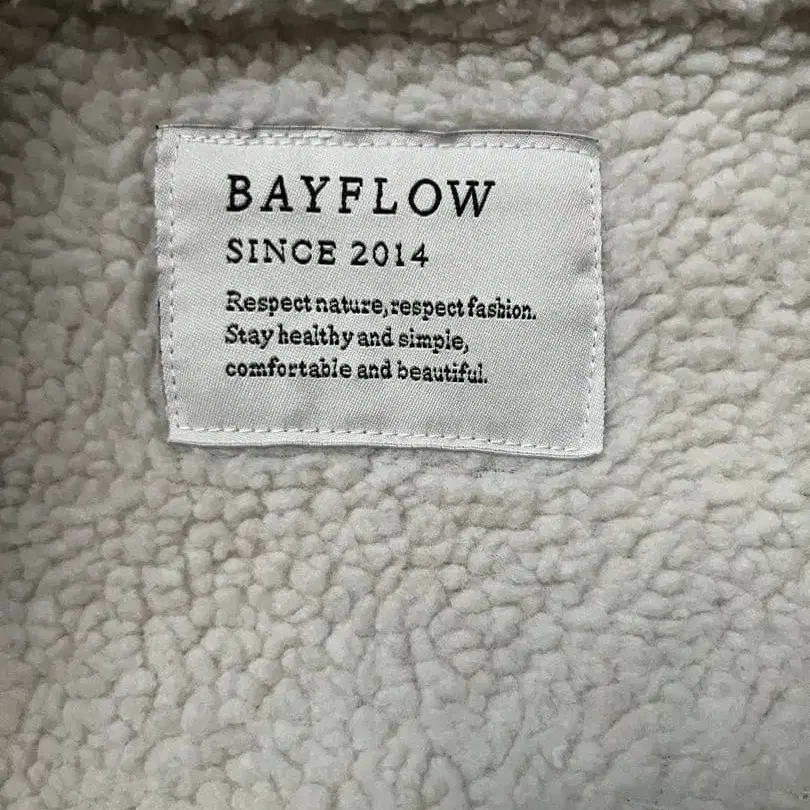 BAYFLOW
SINCE 2014
Respect nature, respect fashion.
Stay healthy and simple,
comfortable and beautiful.